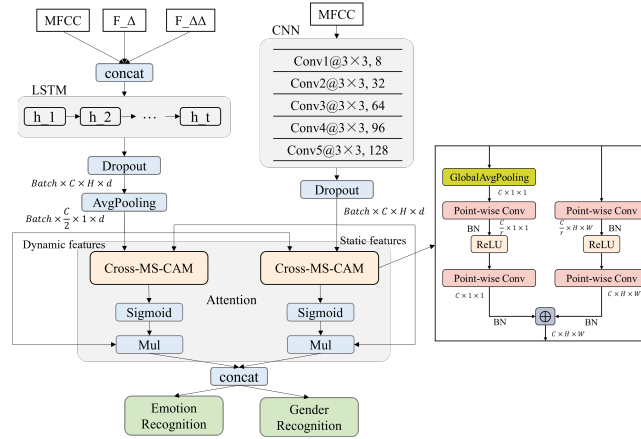 MFCC
F_Δ
F_ΔΔ
concat
LSTM
h_1
h_2
...
h_t
Dropout
Batch × C × H × d
AvgPooling
Batch × C/2 × 1 × d
MFCC
CNN
Conv1@3×3, 8
Conv2@3×3, 32
Conv3@3×3, 64
Conv4@3×3, 96
Conv5@3×3, 128
Dropout
Batch × C × H × d
Dynamic features
Static features
Cross-MS-CAM
Cross-MS-CAM
Attention
Sigmoid
Sigmoid
Mul
Mul
concat
Emotion
Recognition
Gender
Recognition
GlobalAvgPooling
C × 1 × 1
Point-wise Conv
Point-wise Conv
BN
C/r × 1 × 1
C/r × H × W
BN
ReLU
ReLU
Point-wise Conv
Point-wise Conv
C × 1 × 1
C × H × W
BN
BN
C × H × W